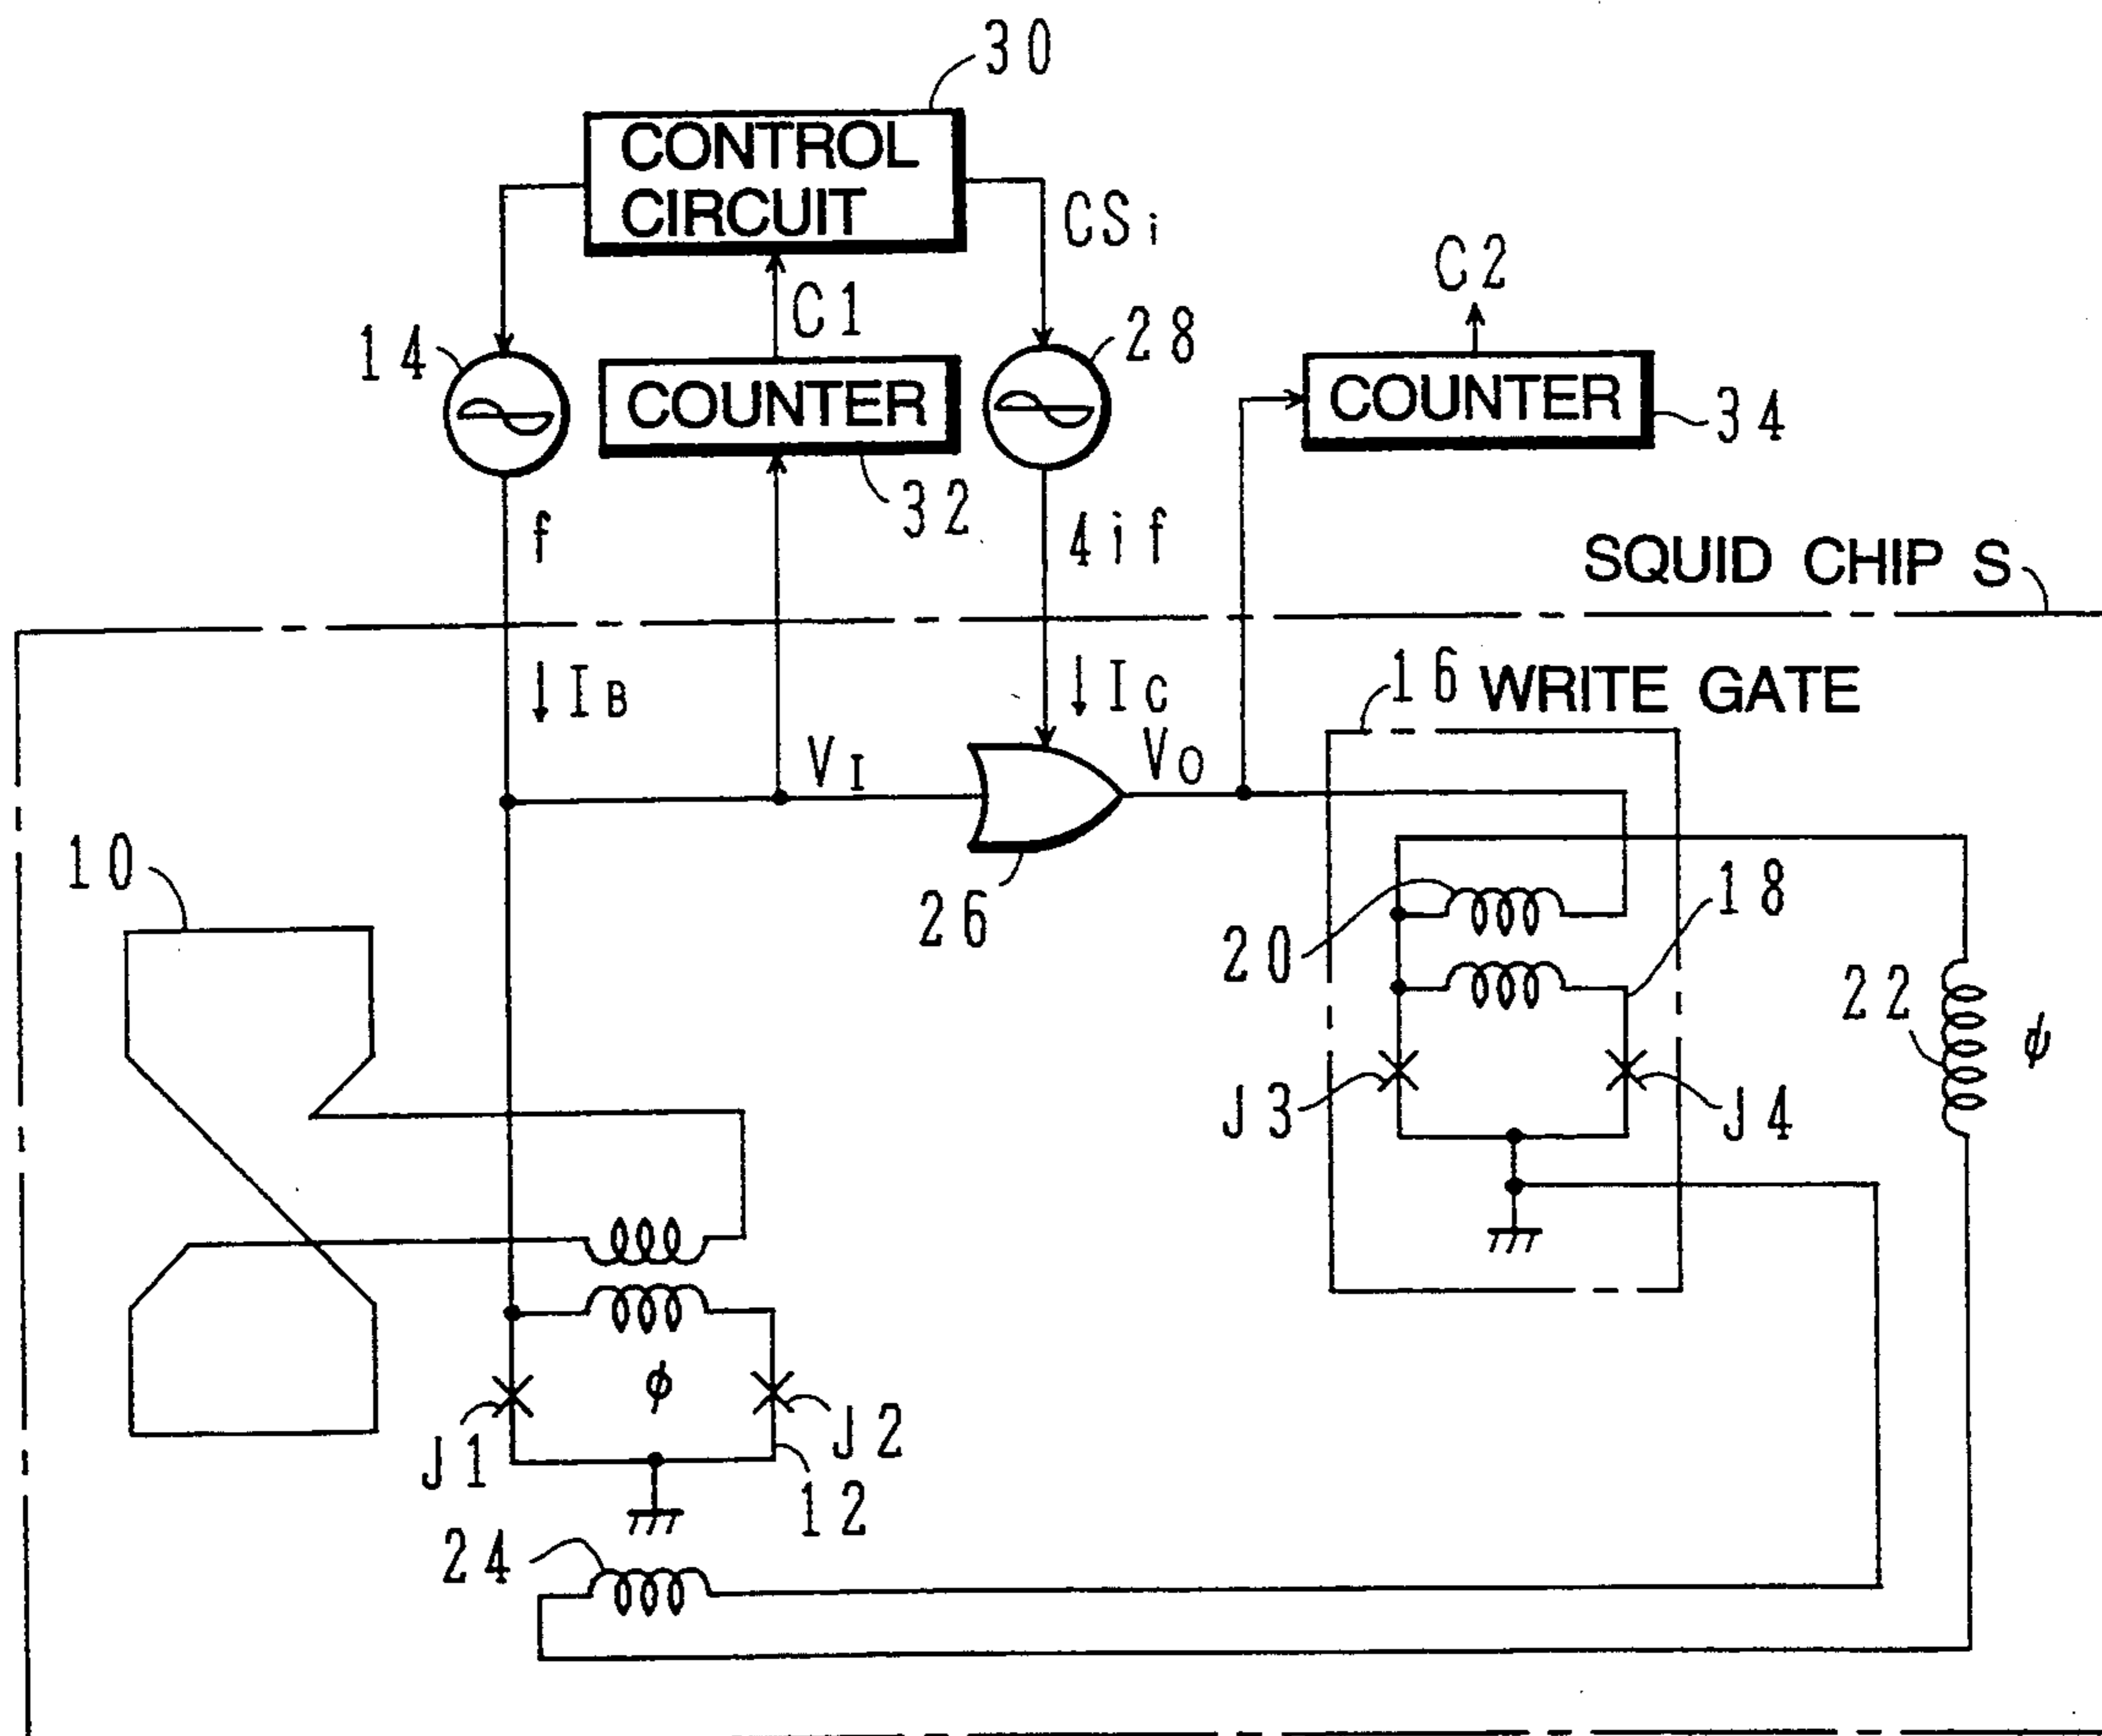 30
CONTROL
CIRCUIT
CSi
C1
C2
14
28
COUNTER
COUNTER
34
32
f
4if
SQUID CHIP S
IB
IC
16 WRITE GATE
VI
VO
10
26
20
18
22
ϕ
J3
J4
ϕ
J1
J2
12
24